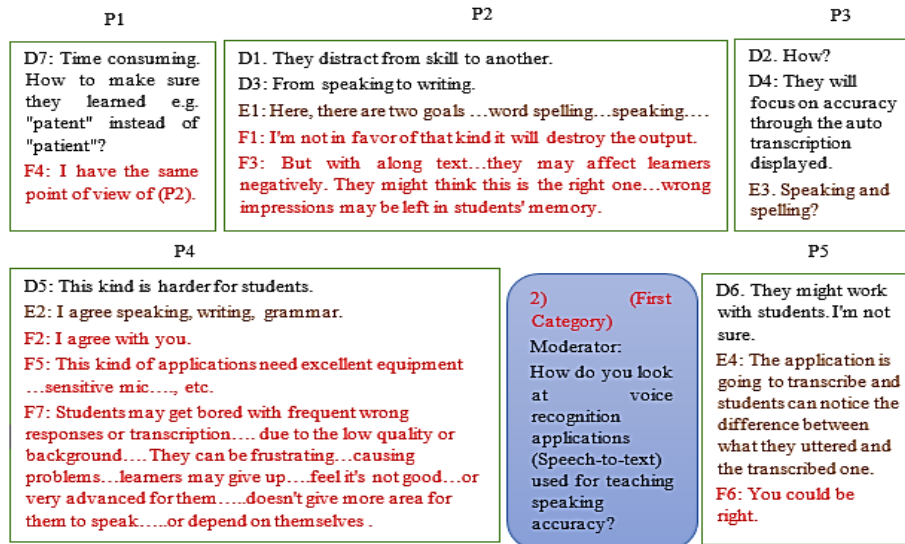 P1
D7: Time consuming.
How to make sure
they learned e.g.
"patent" instead of
"patient"?
F4: I have the same
point of view of (P2).
P2
D1. They distract from skill to another.
D3: From speaking to writing.
E1: Here, there are two goals …word spelling…speaking….
F1: I'm not in favor of that kind it will destroy the output.
F3: But with along text…they may affect learners
negatively. They might think this is the right one…wrong
impressions may be left in students' memory.
P3
D2. How?
D4: They will
focus on accuracy
through the auto
transcription
displayed.
E3. Speaking and
spelling?
P4
D5: This kind is harder for students.
E2: I agree speaking, writing, grammar.
F2: I agree with you.
F5: This kind of applications need excellent equipment
…sensitive mic…., etc.
F7: Students may get bored with frequent wrong
responses or transcription…. due to the low quality or
background…. They can be frustrating…causing
problems…learners may give up….feel it's not good…or
very advanced for them…..doesn't give more area for
them to speak…..or depend on themselves .
2) (First
Category)
Moderator:
How do you look
at voice
recognition
applications
(Speech-to-text)
used for teaching
speaking
accuracy?
P5
D6. They might work
with students. I'm not
sure.
E4: The application is
going to transcribe and
students can notice the
difference between
what they uttered and
the transcribed one.
F6: You could be
right.